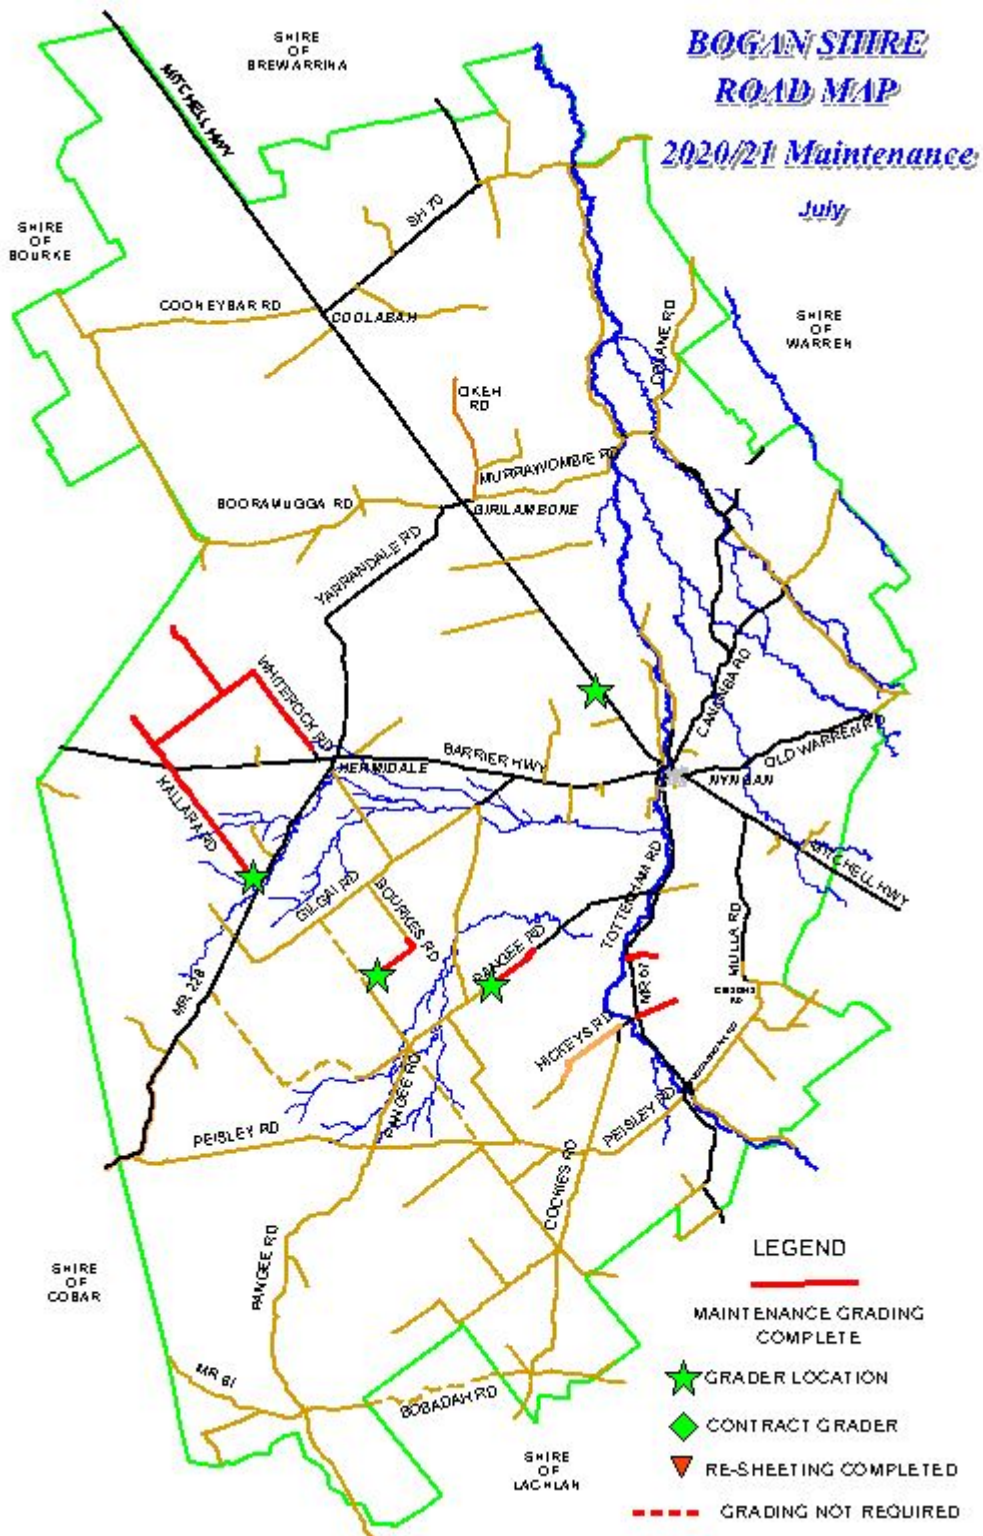 BOGAN SHIRE
ROAD MAP
2020/21 Maintenance
July
SHIRE
OF
BREWARRINA
MITCHELL HWY
SH 70
SHIRE
OF
BOURKE
COONEYBAR RD
COOLABAH
SHIRE
OF
WARREN
OKEH
RD
MURRAWOMBIE RD
BOORAMUGGA RD
GIRILAMBONE
YARRANDALE RD
WHITEROCK RD
CANONBA RD
BARRIER HWY
OLD WARREN RD
HERMIDALE
NYNGAN
KALLARA RD
MITCHELL HWY
GILGAI RD
BOURKES RD
TOTTENHAM RD
PANGEE RD
MULLA RD
MR 67
MR 228
HICKEYS RD
PANGEE RD
PEISLEY RD
PEISLEY RD
COCKIES RD
PANGEE RD
SHIRE
OF
COBAR
MR 61
BOBADAH RD
SHIRE
OF
LACHLAN
LEGEND
MAINTENANCE GRADING
COMPLETE
GRADER LOCATION
CONTRACT GRADER
RE-SHEETING COMPLETED
GRADING NOT REQUIRED